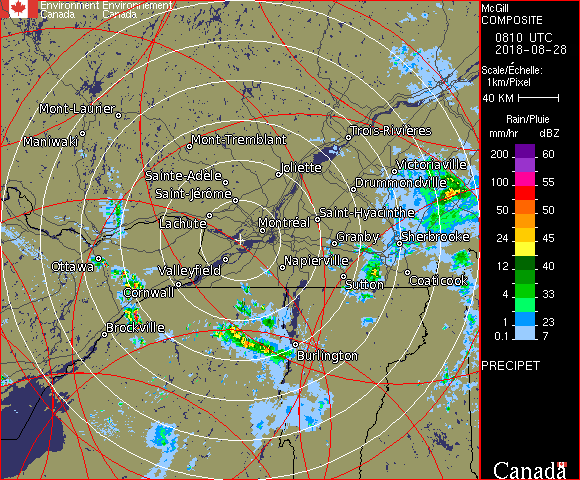 Environment Environnement
Canada Canada
McGill
COMPOSITE
0810 UTC
2018-08-28
Scale/Échelle:
1km/Pixel
40 KM
Rain/Pluie
mm/hr dBZ
200 60
100 55
50 50
24 45
12 40
8 33
4 30
1 23
0.1 7
PRECIPET
Canada
Mont-Laurier
Maniwaki
Mont-Tremblant
Trois-Rivières
Victoriaville
Sainte-Adèle
Joliette
Drummondville
Saint-Jérôme
Lachute
Saint-Hyacinthe
Montréal
Granby
Sherbrooke
Ottawa
Valleyfield
Napierville
Cornwall
Sutton
Coaticook
Brockville
Burlington